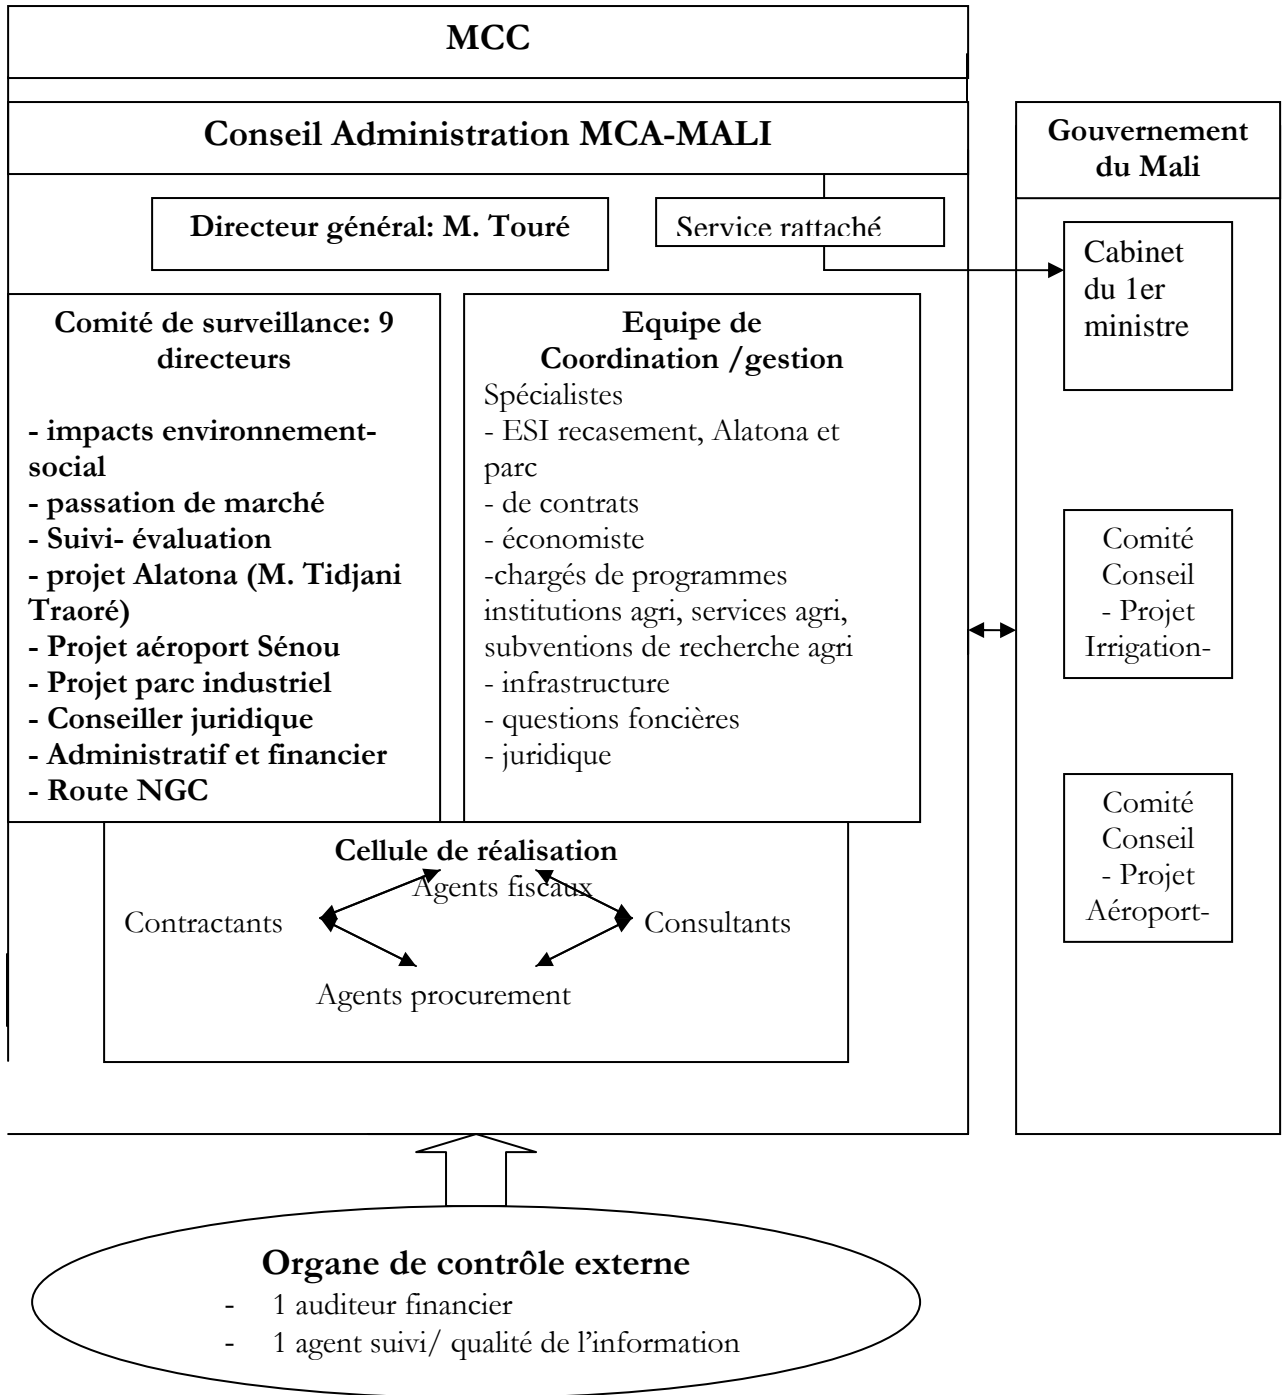 MCC
Conseil Administration MCA-MALI
Directeur général: M. Touré
Service rattaché
Comité de surveillance: 9
directeurs
- impacts environnement-
social
- passation de marché
- Suivi- évaluation
- projet Alatona (M. Tidjani
Traoré)
- Projet aéroport Sénou
- Projet parc industriel
- Conseiller juridique
- Administratif et financier
- Route NGC
Equipe de
Coordination /gestion
Spécialistes
- ESI recasement, Alatona et
parc
- de contrats
- économiste
-chargés de programmes
institutions agri, services agri,
subventions de recherche agri
- infrastructure
- questions foncières
- juridique
Cellule de réalisation
Agents fiscaux
Contractants
Consultants
Agents procurement
Gouvernement
du Mali
Cabinet
du 1er
ministre
Comité
Conseil
- Projet
Irrigation-
Comité
Conseil
- Projet
Aéroport-
Organe de contrôle externe
- 1 auditeur financier
- 1 agent suivi/ qualité de l'information